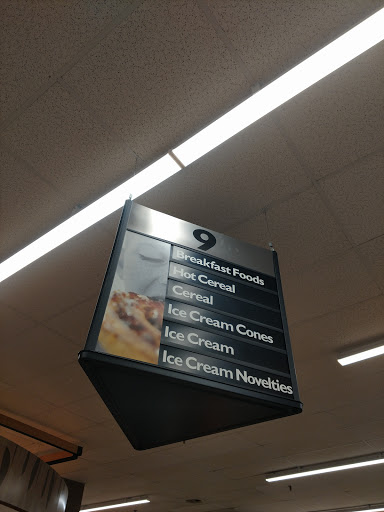 9
Breakfast Foods
Hot Cereal
Cereal
Ice Cream Cones
Ice Cream
Ice Cream Novelties